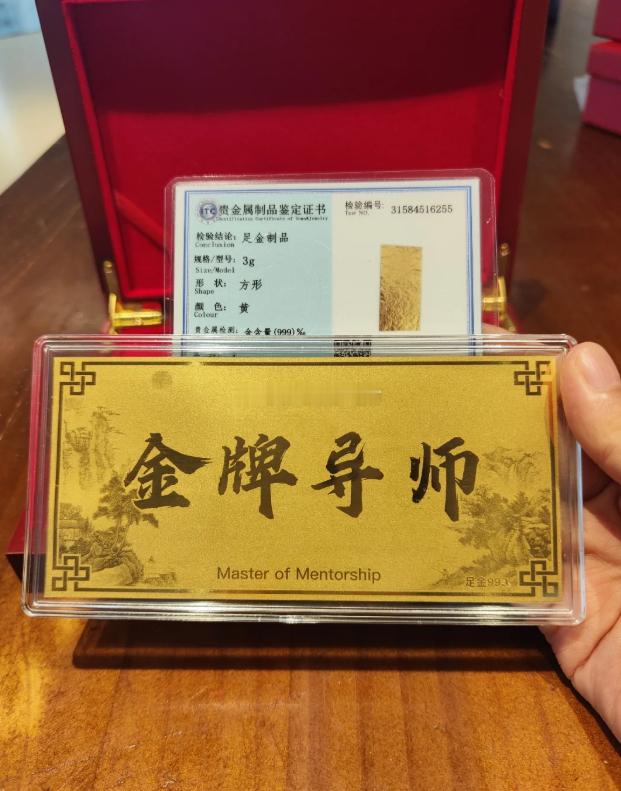 ITC 贵金属制品鉴定证书
Identification Certificate of Gem&Jewelry
检验编号: 31584516255
Test NO.
检验结论: 足金制品
Conclusion
规格/型号: 3g
Size/Model
形 状: 方形
Shape
颜 色: 黄
Colour
贵金属检测: 金含量(999)‰
金牌导师
Master of Mentorship
足金999